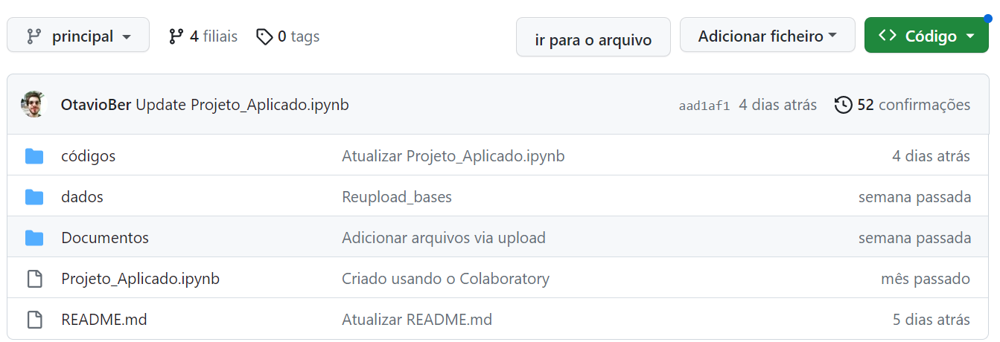 principal 4 filiais 0 tags ir para o arquivo Adicionar ficheiro Código
OtavioBer Update Projeto_Aplicado.ipynb aad1af1 4 dias atrás 52 confirmações
códigos Atualizar Projeto_Aplicado.ipynb 4 dias atrás
dados Reupload_bases semana passada
Documentos Adicionar arquivos via upload semana passada
Projeto_Aplicado.ipynb Criado usando o Colaboratory mês passado
README.md Atualizar README.md 5 dias atrás